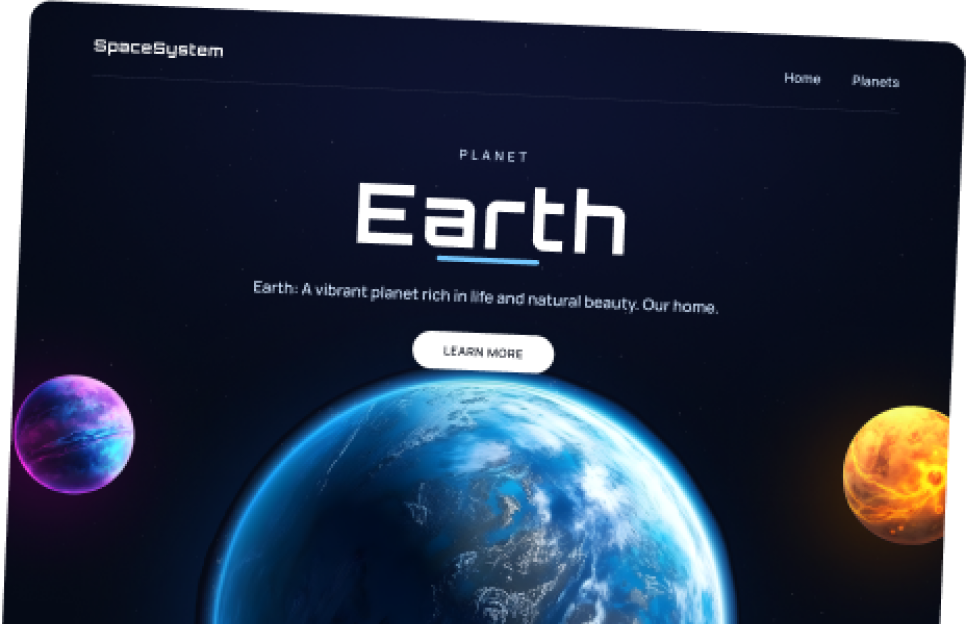 SpaceSystem
Home Planets
PLANET
Earth
Earth: A vibrant planet rich in life and natural beauty. Our home.
LEARN MORE